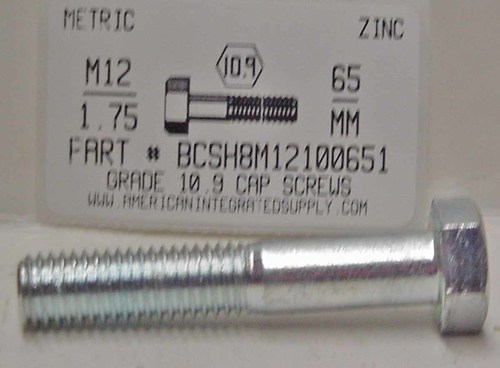 METRIC
ZINC
M12
1.75
10.9
65
MM
PART # BCSH8M12100651
GRADE 10.9 CAP SCREWS
WWW.AMERICANINTEGRATEDSUPPLY.COM